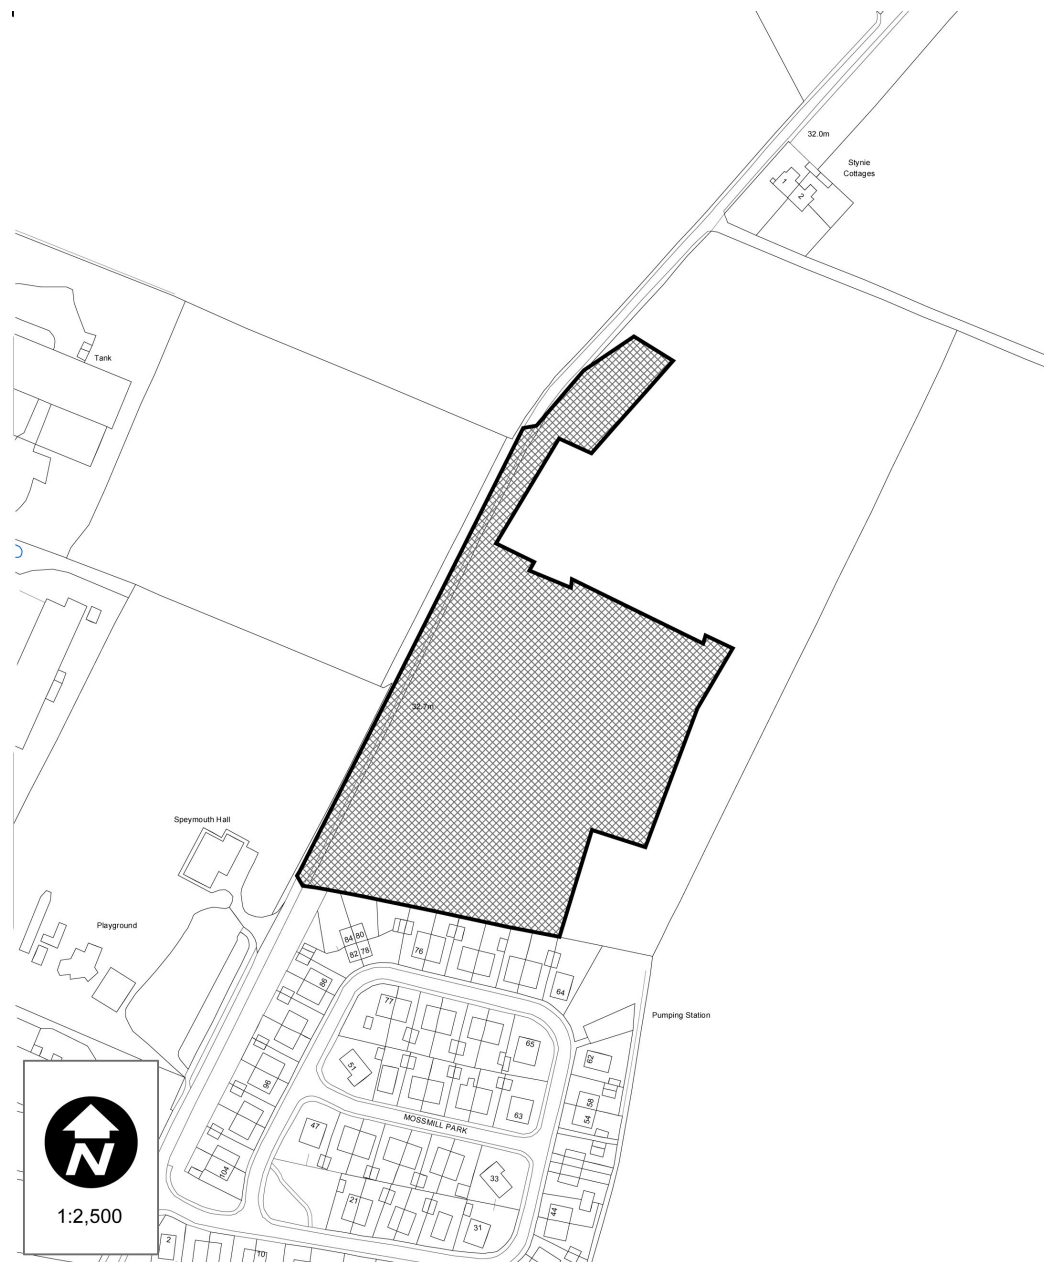 32.0m
Stynie
Cottages
1
2
Tank
32.7m
Speymouth Hall
Playground
84
80
82
78
76
86
64
77
Pumping Station
65
62
51
96
58
63
54
MOSSMILL PARK
47
104
33
21
44
31
2
10
N
1:2,500